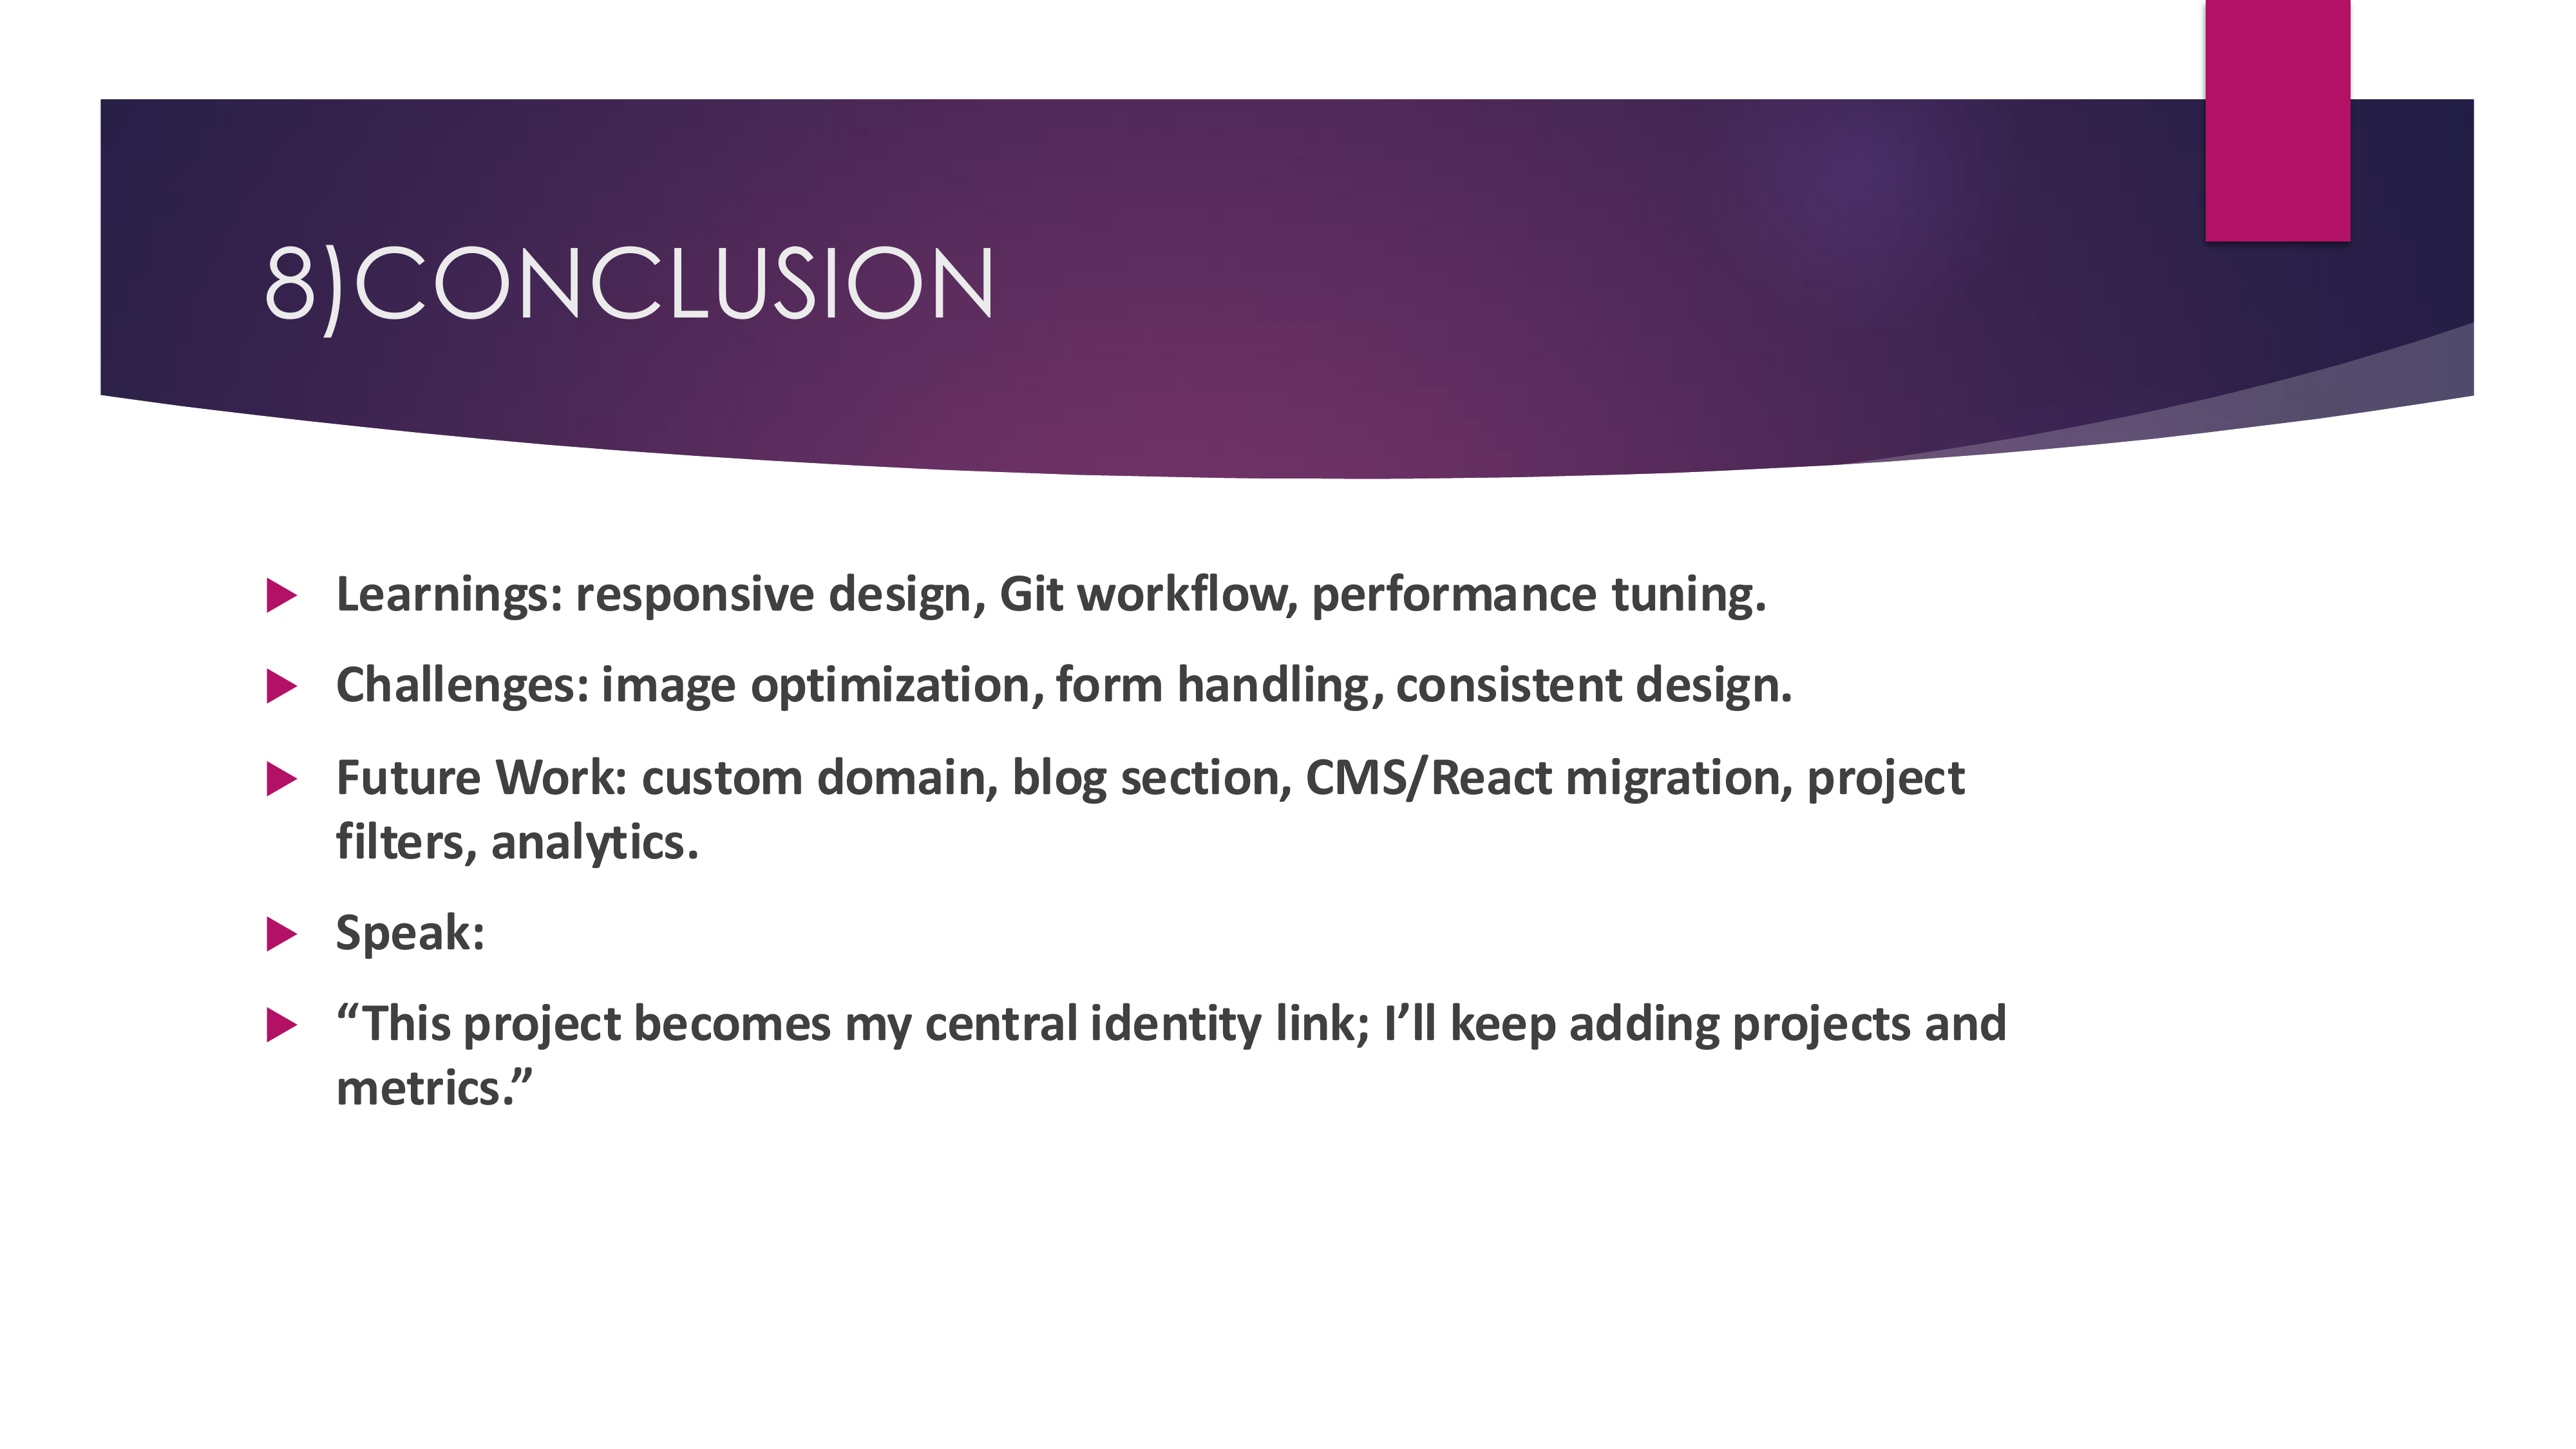 8)CONCLUSION
Learnings: responsive design, Git workflow, performance tuning.
Challenges: image optimization, form handling, consistent design.
Future Work: custom domain, blog section, CMS/React migration, project
filters, analytics.
Speak:
“This project becomes my central identity link; I’ll keep adding projects and
metrics.”